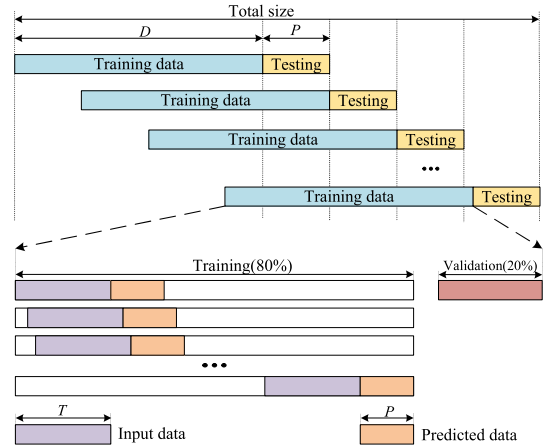 Total size
D P
Training data Testing
Training data Testing
Training data Testing
Training data Testing
Training(80%) Validation(20%)
T P
Input data Predicted data